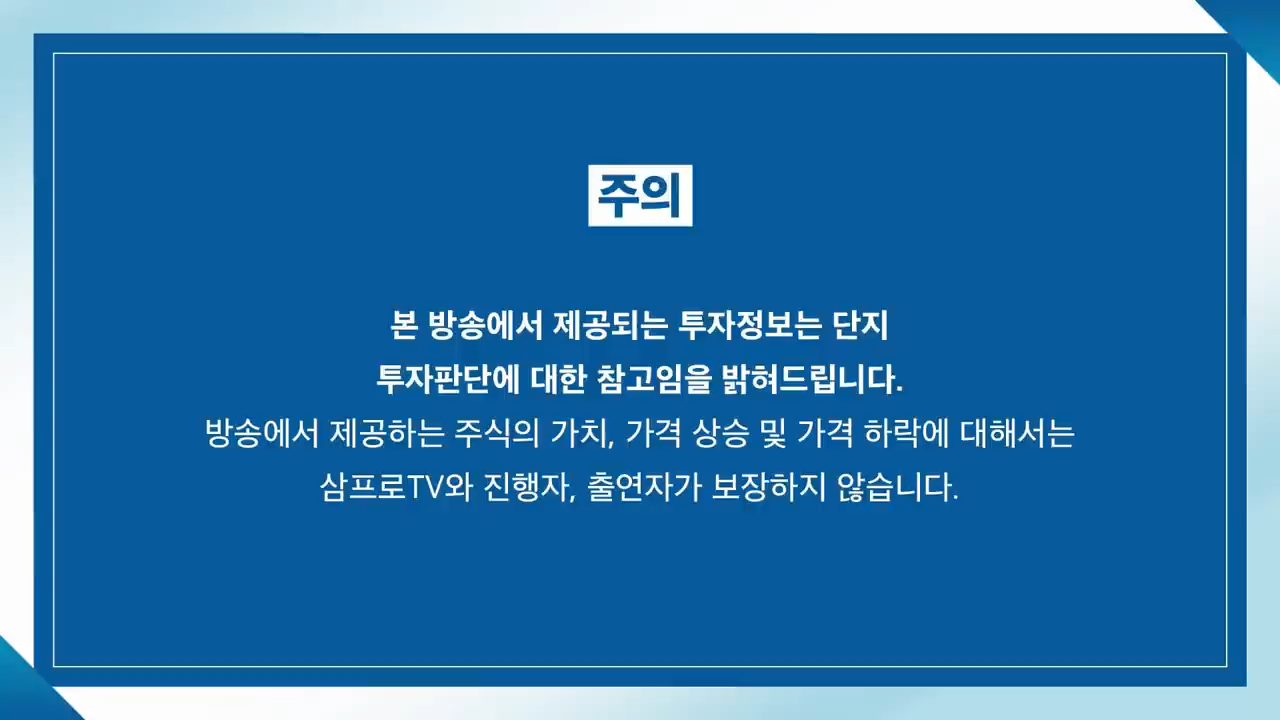 주의
본 방송에서 제공되는 투자정보는 단지
투자판단에 대한 참고임을 밝혀드립니다.
방송에서 제공하는 주식의 가치, 가격 상승 및 가격 하락에 대해서는
삼프로TV와 진행자, 출연자가 보장하지 않습니다.